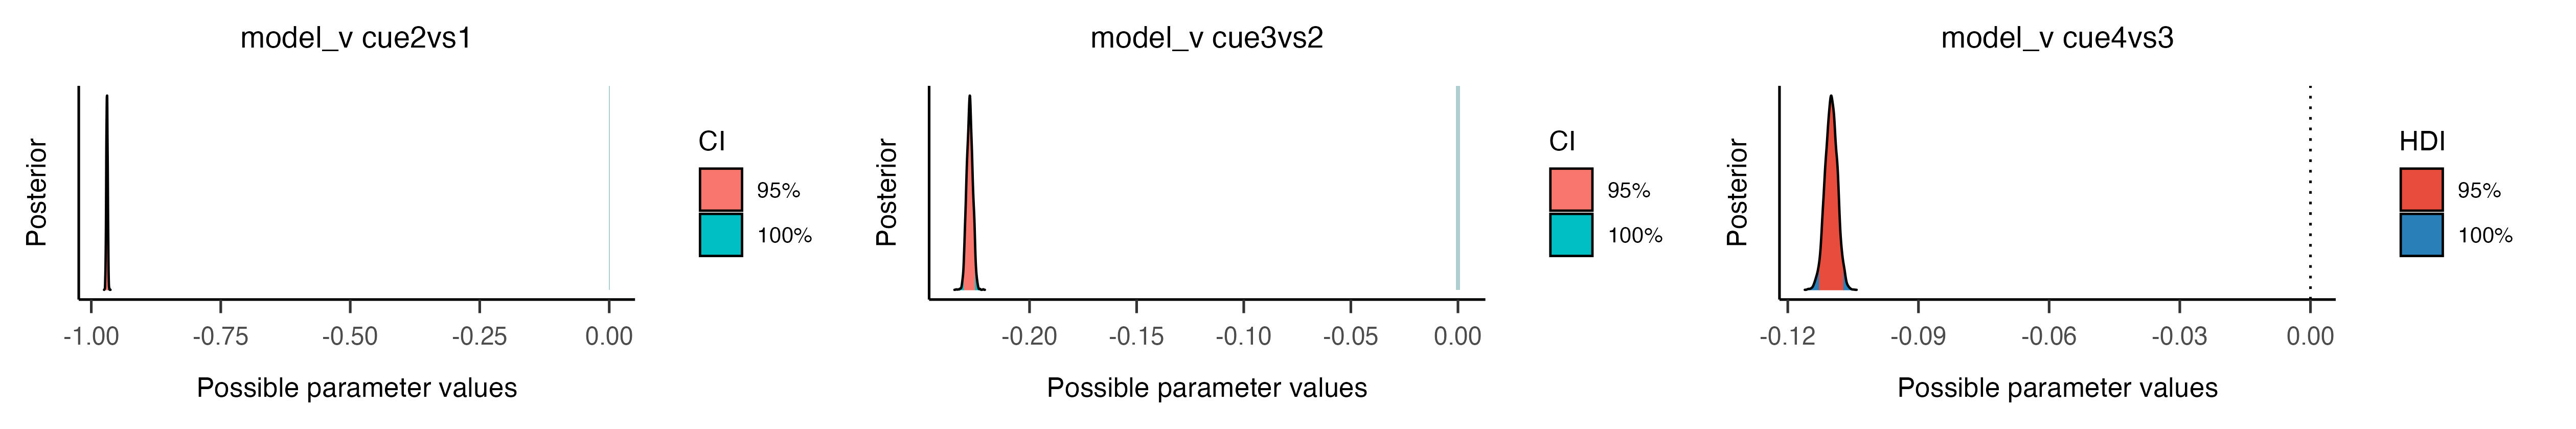 model_v cue2vs1
Posterior
-1.00 -0.75 -0.50 -0.25 0.00
Possible parameter values
CI
95%
100%
model_v cue3vs2
Posterior
-0.20 -0.15 -0.10 -0.05 0.00
Possible parameter values
CI
95%
100%
model_v cue4vs3
Posterior
-0.12 -0.09 -0.06 -0.03 0.00
Possible parameter values
HDI
95%
100%